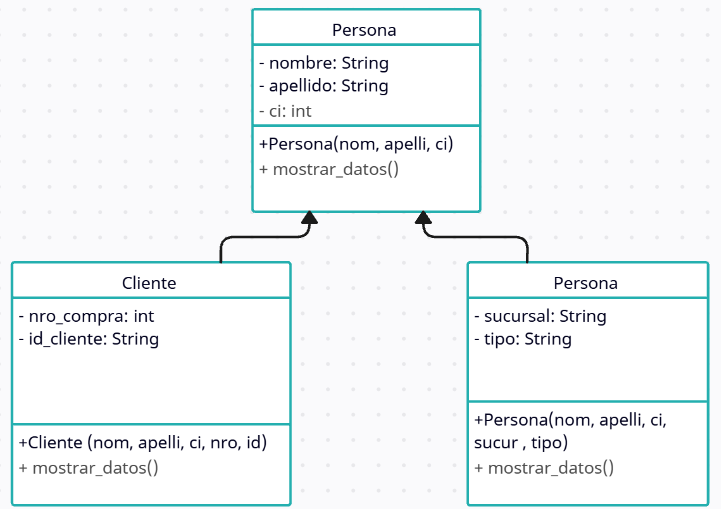 Persona
- nombre: String
- apellido: String
- ci: int
+Persona(nom, apelli, ci)
+ mostrar_datos()
Cliente
- nro_compra: int
- id_cliente: String
+Cliente (nom, apelli, ci, nro, id)
+ mostrar_datos()
Persona
- sucursal: String
- tipo: String
+Persona(nom, apelli, ci,
sucur , tipo)
+ mostrar_datos()